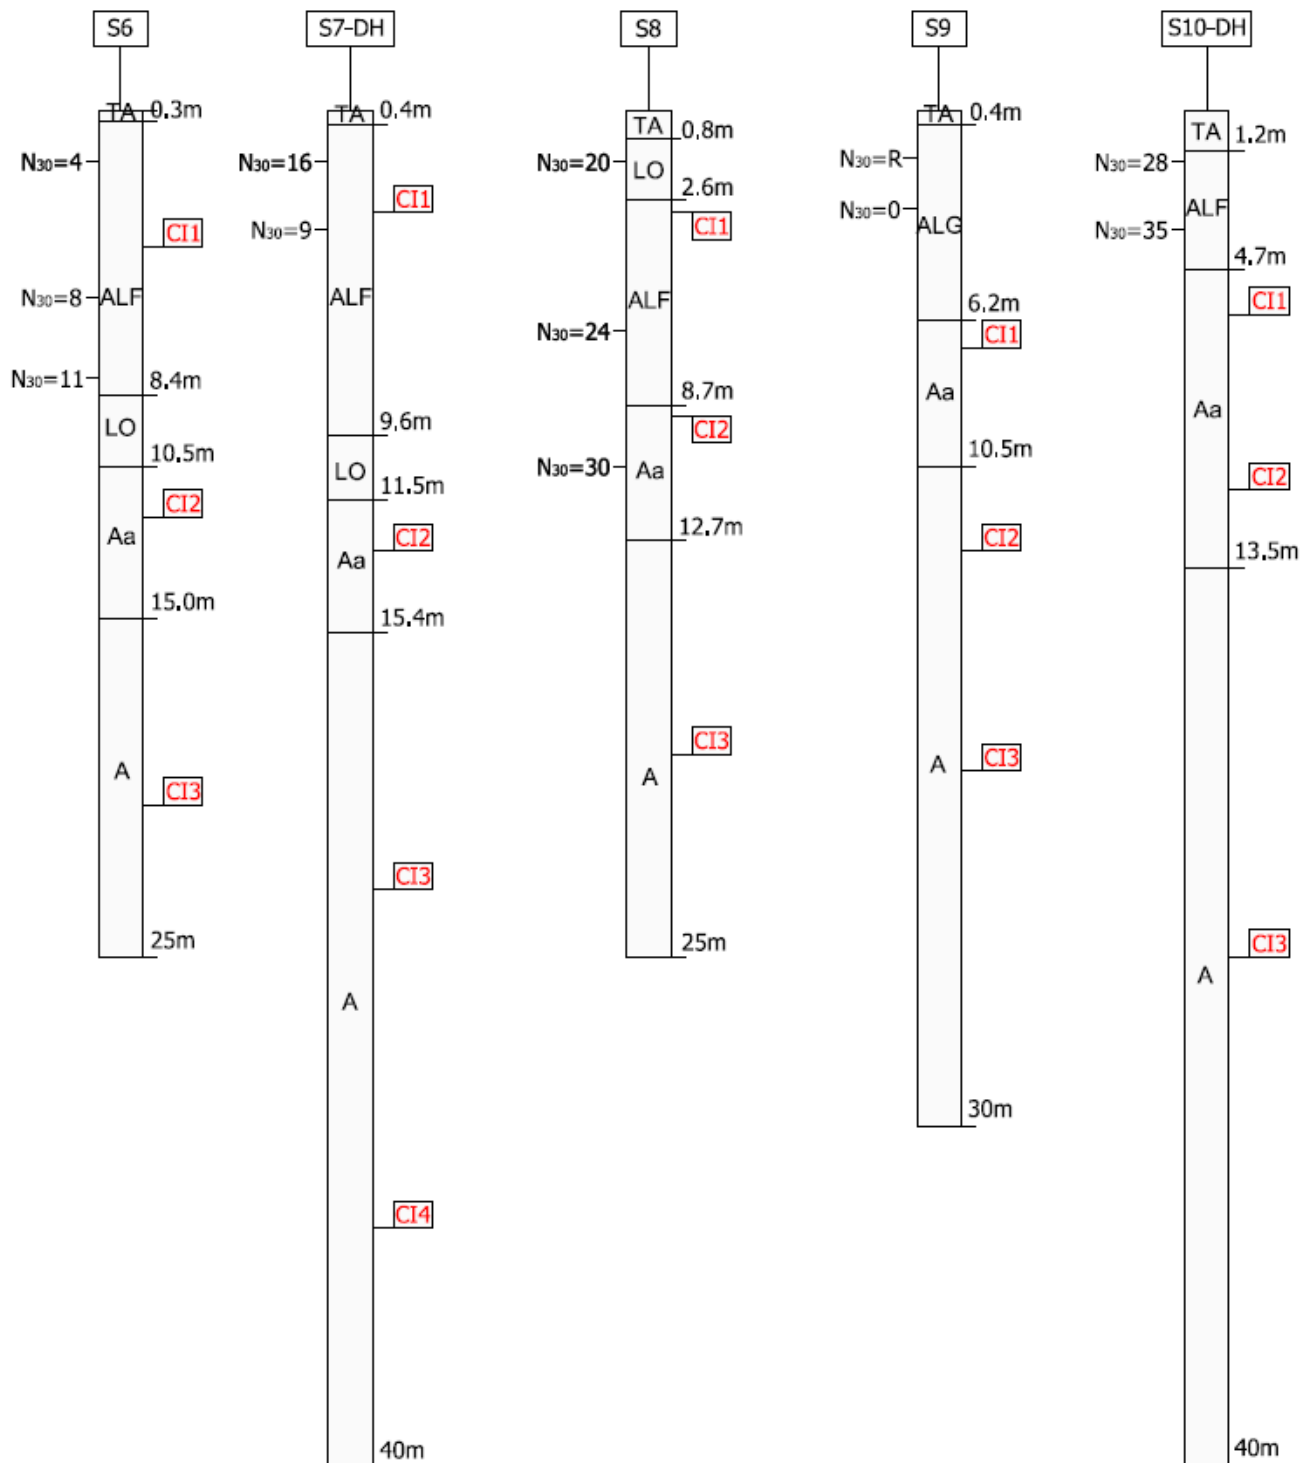 S6
TA
0.3m
N30=4
CI1
N30=8
ALF
N30=11
8.4m
LO
10.5m
CI2
Aa
15.0m
A
CI3
25m
S7-DH
TA
0.4m
N30=16
CI1
N30=9
ALF
9.6m
LO
11.5m
CI2
Aa
15.4m
CI3
A
CI4
40m
S8
TA
0.8m
N30=20
LO
2.6m
CI1
ALF
N30=24
8.7m
CI2
N30=30
Aa
12.7m
CI3
A
25m
S9
TA
0.4m
N30=R
N30=0
ALG
6.2m
CI1
Aa
10.5m
CI2
A
CI3
30m
S10-DH
TA
1.2m
N30=28
ALF
N30=35
4.7m
CI1
Aa
CI2
13.5m
CI3
A
40m